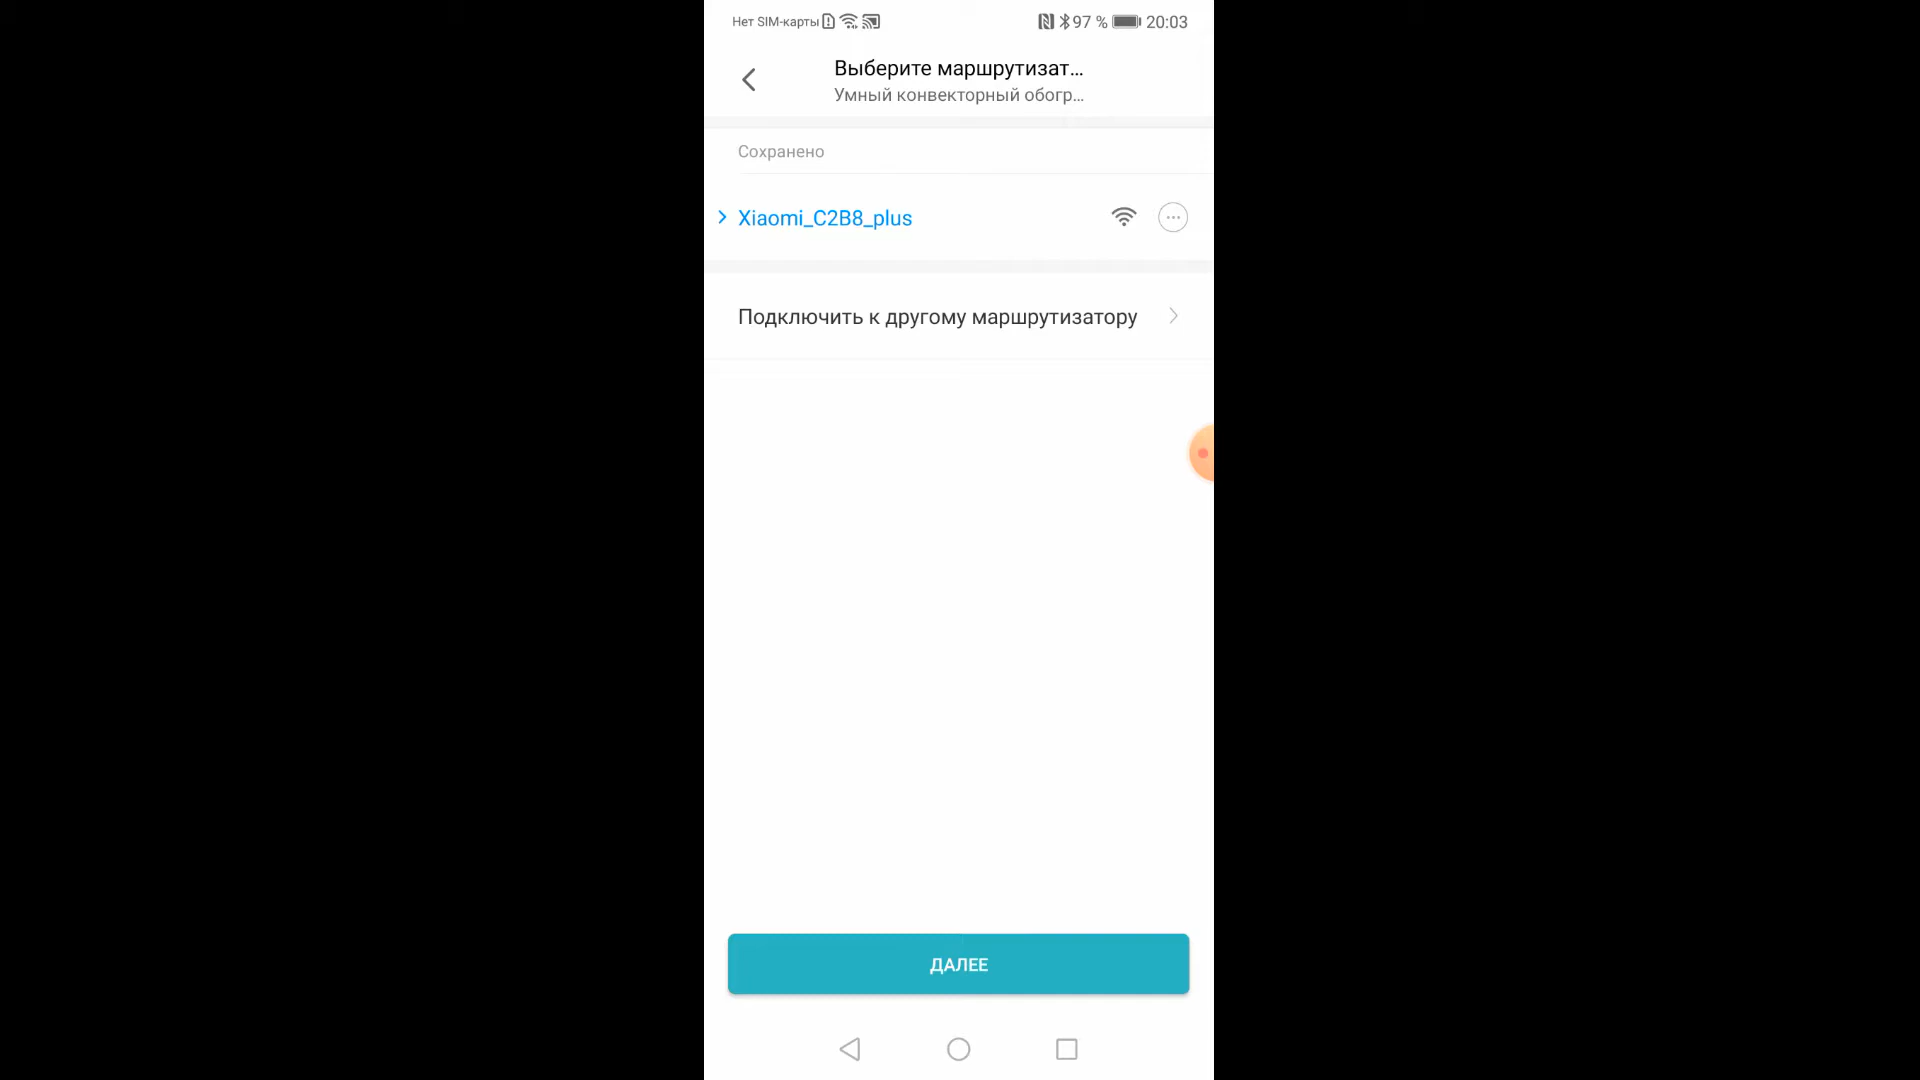 Нет SIM-карты 97 % 20:03
Выберите маршрутизат...
Умный конвекторный обогр...
Сохранено
Xiaomi_C2B8_plus
Подключить к другому маршрутизатору
ДАЛЕЕ